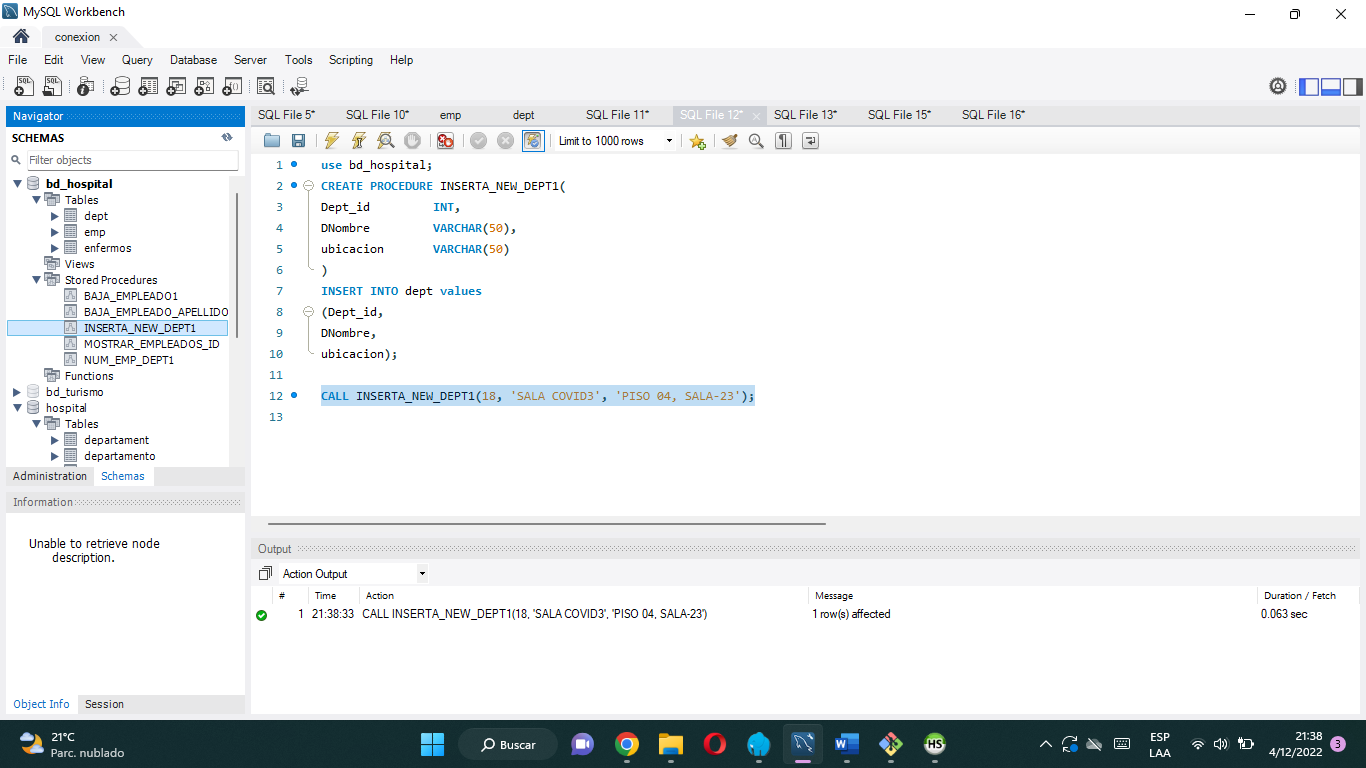 MySQL Workbench
conexion
File Edit View Query Database Server Tools Scripting Help
Navigator
SCHEMAS
Filter objects
bd_hospital
Tables
dept
emp
enfermos
Views
Stored Procedures
BAJA_EMPLEADO1
BAJA_EMPLEADO_APELLIDO
INSERTA_NEW_DEPT1
MOSTRAR_EMPLEADOS_ID
NUM_EMP_DEPT1
Functions
bd_turismo
hospital
Tables
departament
departamento
Administration Schemas
Information
Unable to retrieve node
description.
Object Info Session
SQL File 5* SQL File 10* emp dept SQL File 11* SQL File 12* SQL File 13* SQL File 15* SQL File 16*
Limit to 1000 rows
1 use bd_hospital;
2 CREATE PROCEDURE INSERTA_NEW_DEPT1(
3 Dept_id INT,
4 DNombre VARCHAR(50),
5 ubicacion VARCHAR(50)
6 )
7 INSERT INTO dept values
8 (Dept_id,
9 DNombre,
10 ubicacion);
11
12 CALL INSERTA_NEW_DEPT1(18, 'SALA COVID3', 'PISO 04, SALA-23');
13
Output
Action Output
# Time Action Message Duration / Fetch
1 21:38:33 CALL INSERTA_NEW_DEPT1(18, 'SALA COVID3', 'PISO 04, SALA-23') 1 row(s) affected 0.063 sec
21°C
Parc. nublado
Buscar
HS
ESP
LAA
21:38
4/12/2022
3